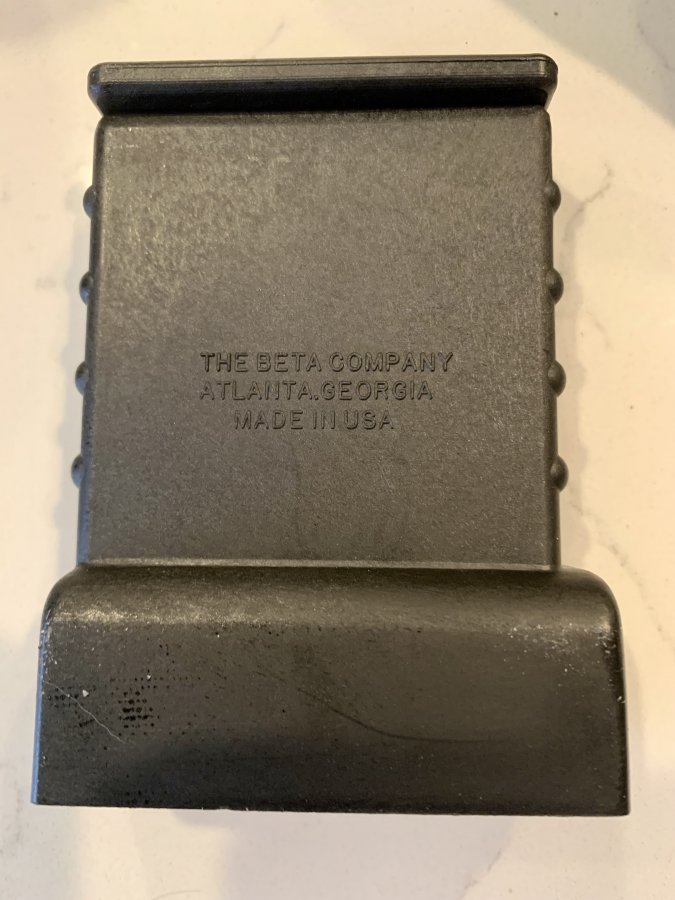 THE BETA COMPANY
ATLANTA.GEORGIA
MADE IN USA